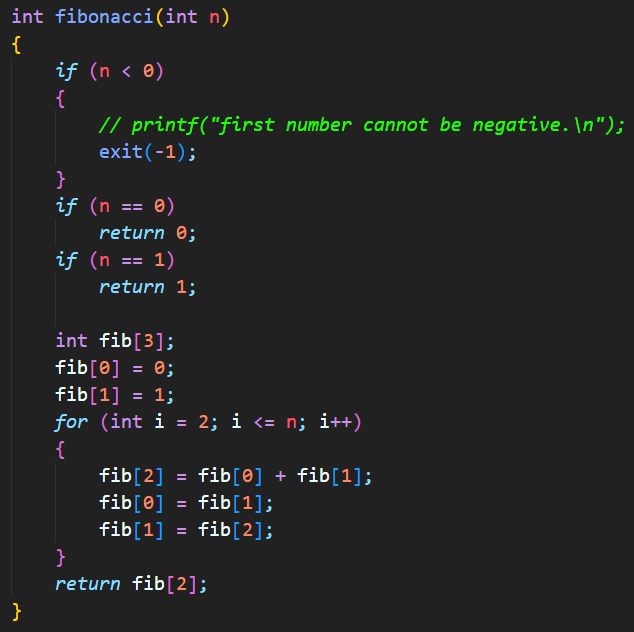 int fibonacci(int n)
{
    if (n < 0)
    {
        // printf("first number cannot be negative.\n");
        exit(-1);
    }
    if (n == 0)
        return 0;
    if (n == 1)
        return 1;

    int fib[3];
    fib[0] = 0;
    fib[1] = 1;
    for (int i = 2; i <= n; i++)
    {
        fib[2] = fib[0] + fib[1];
        fib[0] = fib[1];
        fib[1] = fib[2];
    }
    return fib[2];
}